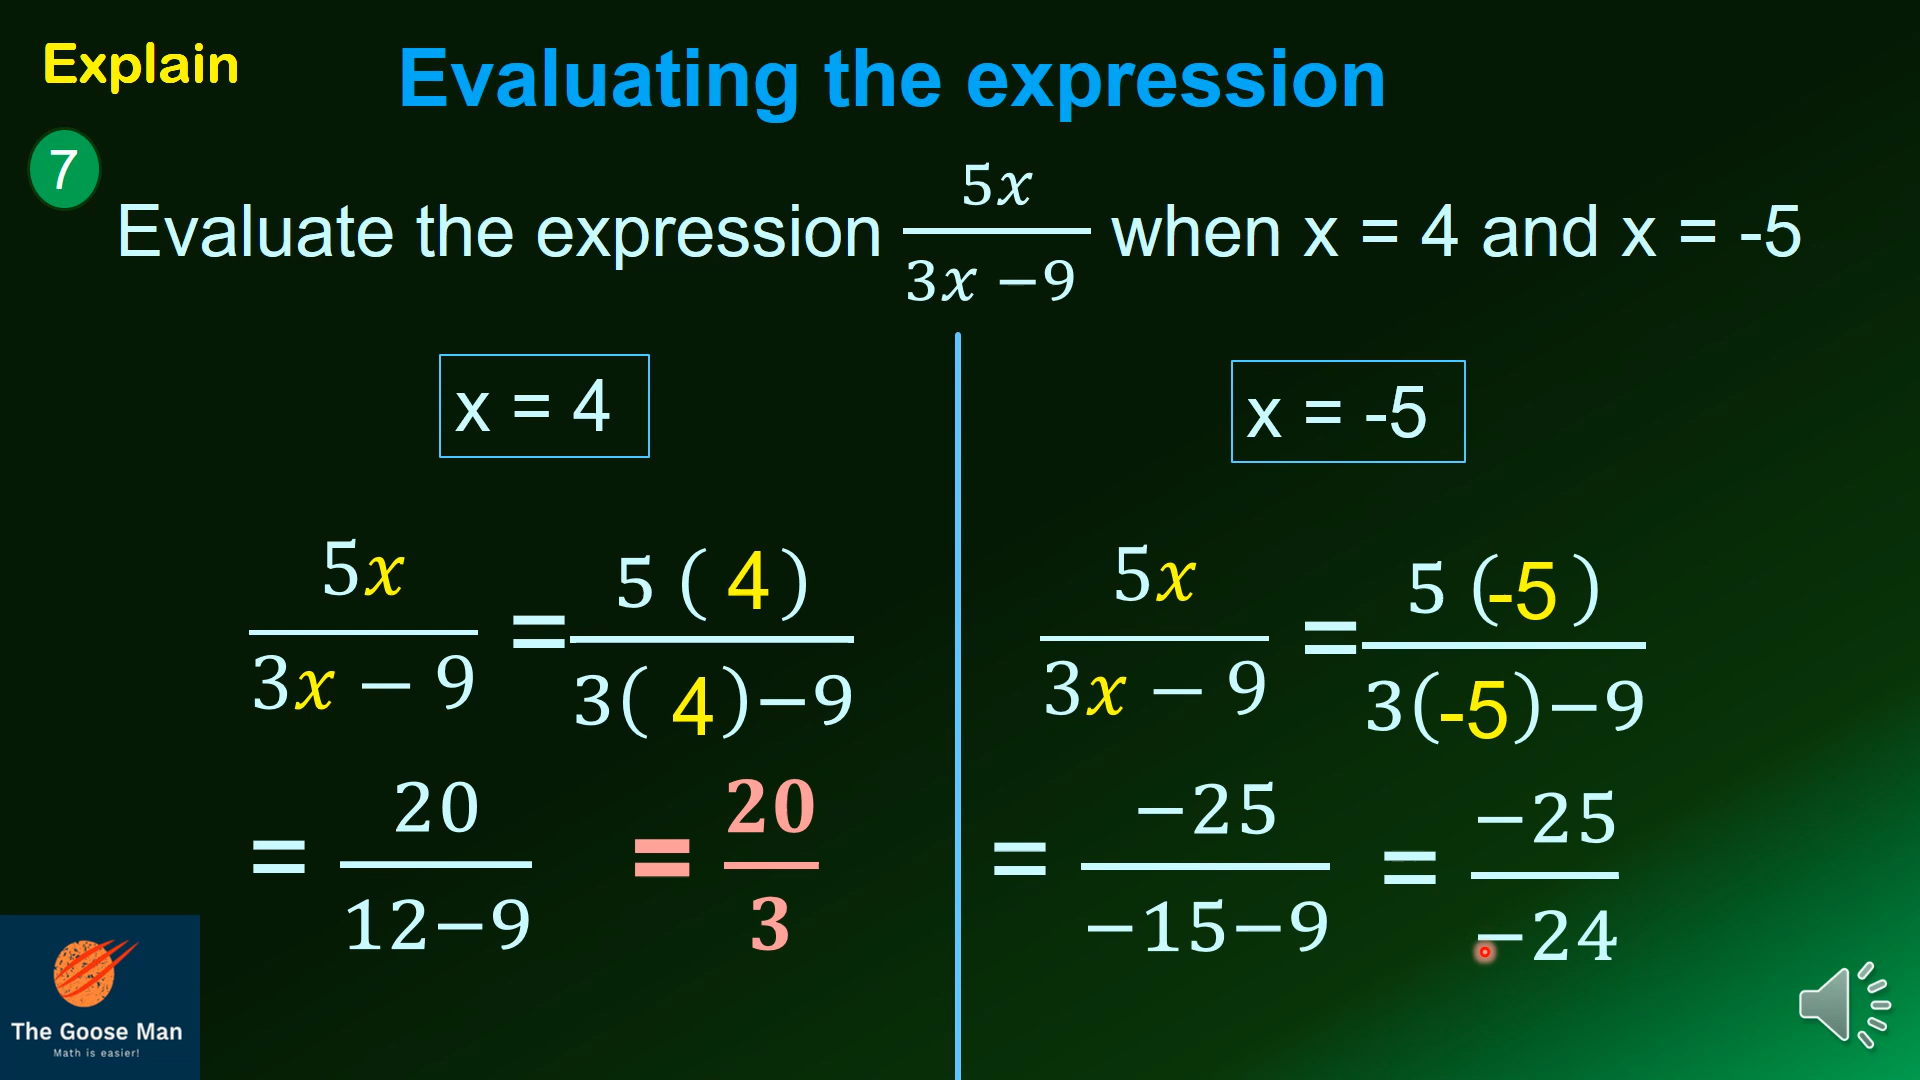 Explain
Evaluating the expression
7
Evaluate the expression 5x / 3x −9 when x = 4 and x = -5
x = 4
5x / 3x − 9 = 5 ( 4 ) / 3( 4 )−9
= 20 / 12−9 = 20 / 3
x = -5
5x / 3x − 9 = 5 (-5 ) / 3(-5 )−9
= −25 / −15−9 = −25 / −24
The Goose Man
Math is easier!